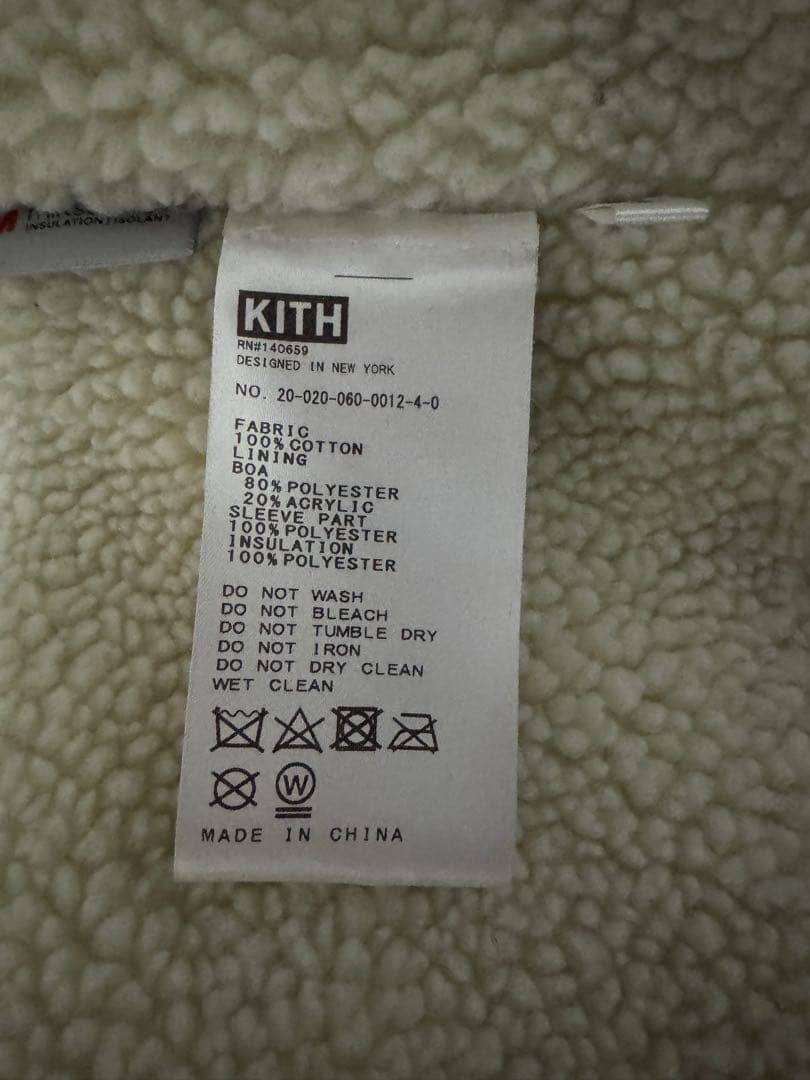 INSULATION ISOLANT
KITH
RN#140659
DESIGNED IN NEW YORK
NO. 20-020-060-0012-4-0
FABRIC
100% COTTON
LINING
BOA
80% POLYESTER
20% ACRYLIC
SLEEVE PART
100% POLYESTER
INSULATION
100% POLYESTER
DO NOT WASH
DO NOT BLEACH
DO NOT TUMBLE DRY
DO NOT IRON
DO NOT DRY CLEAN
WET CLEAN
W
MADE IN CHINA